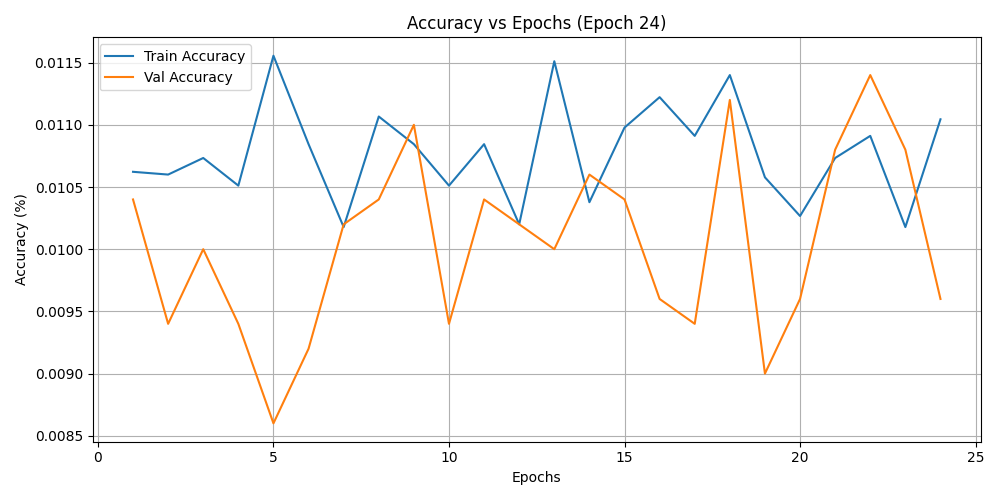 Accuracy vs Epochs (Epoch 24)
Train Accuracy
Val Accuracy
0.0115
0.0110
0.0105
0.0100
0.0095
0.0090
0.0085
Accuracy (%)
0 5 10 15 20 25
Epochs